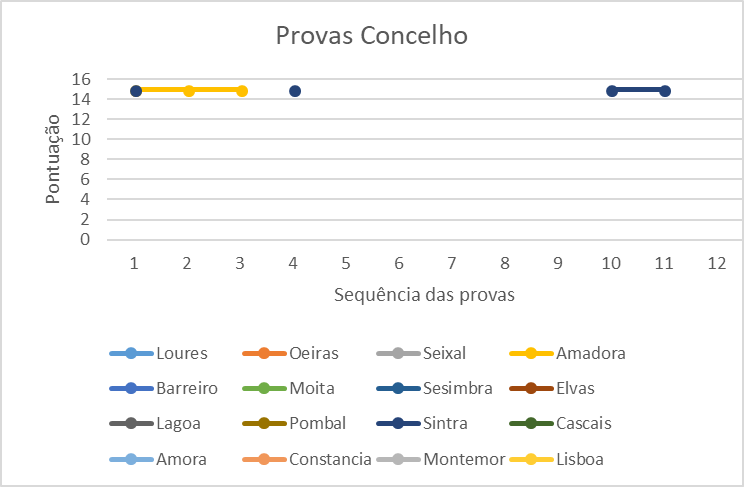 Provas Concelho
16
14
12
10
8
6
4
2
0
Pontuação
1 2 3 4 5 6 7 8 9 10 11 12
Sequência das provas
Loures Oeiras Seixal Amadora
Barreiro Moita Sesimbra Elvas
Lagoa Pombal Sintra Cascais
Amora Constancia Montemor Lisboa